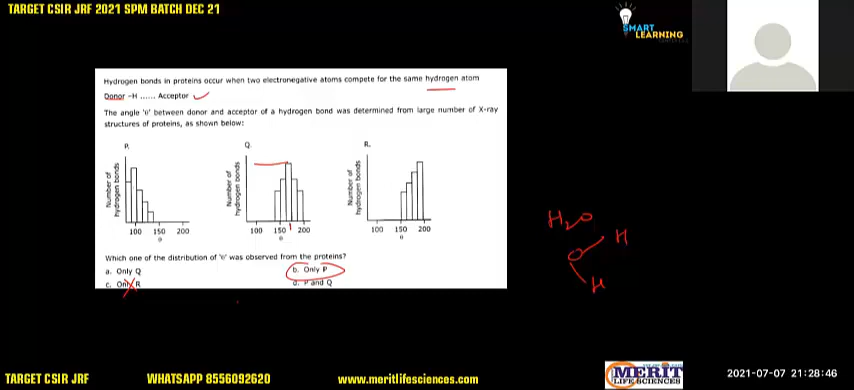 TARGET CSIR JRF 2021 SPM BATCH DEC 21
SMART
LEARNING
Hydrogen bonds in proteins occur when two electronegative atoms compete for the same hydrogen atom
Donor -H ...... Acceptor
The angle 'θ' between donor and acceptor of a hydrogen bond was determined from large number of X-ray
structures of proteins, as shown below:
P.
Number of
hydrogen bonds
100 150 200
θ
Q.
Number of
hydrogen bonds
100 150 200
θ
R.
Number of
hydrogen bonds
100 150 200
θ
H2O
O H
H
Which one of the distribution of 'θ' was observed from the proteins?
a. Only Q
b. Only P
c. Only R
d. P and Q
TARGET CSIR JRF
WHATSAPP 8556092620
www.meritlifesciences.com
MERIT
LIFE SCIENCES
2021-07-07 21:28:46